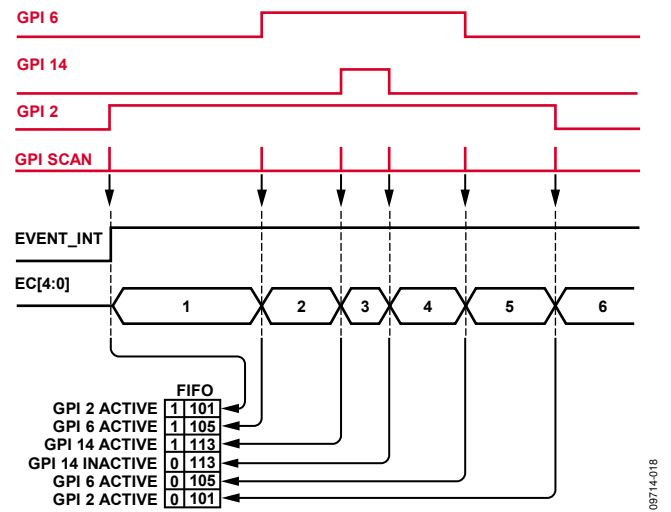 GPI 6
GPI 14
GPI 2
GPI SCAN
EVENT_INT
EC[4:0]
1 2 3 4 5 6
FIFO
GPI 2 ACTIVE 1 101
GPI 6 ACTIVE 1 105
GPI 14 ACTIVE 1 113
GPI 14 INACTIVE 0 113
GPI 6 ACTIVE 0 105
GPI 2 ACTIVE 0 101
09714-018